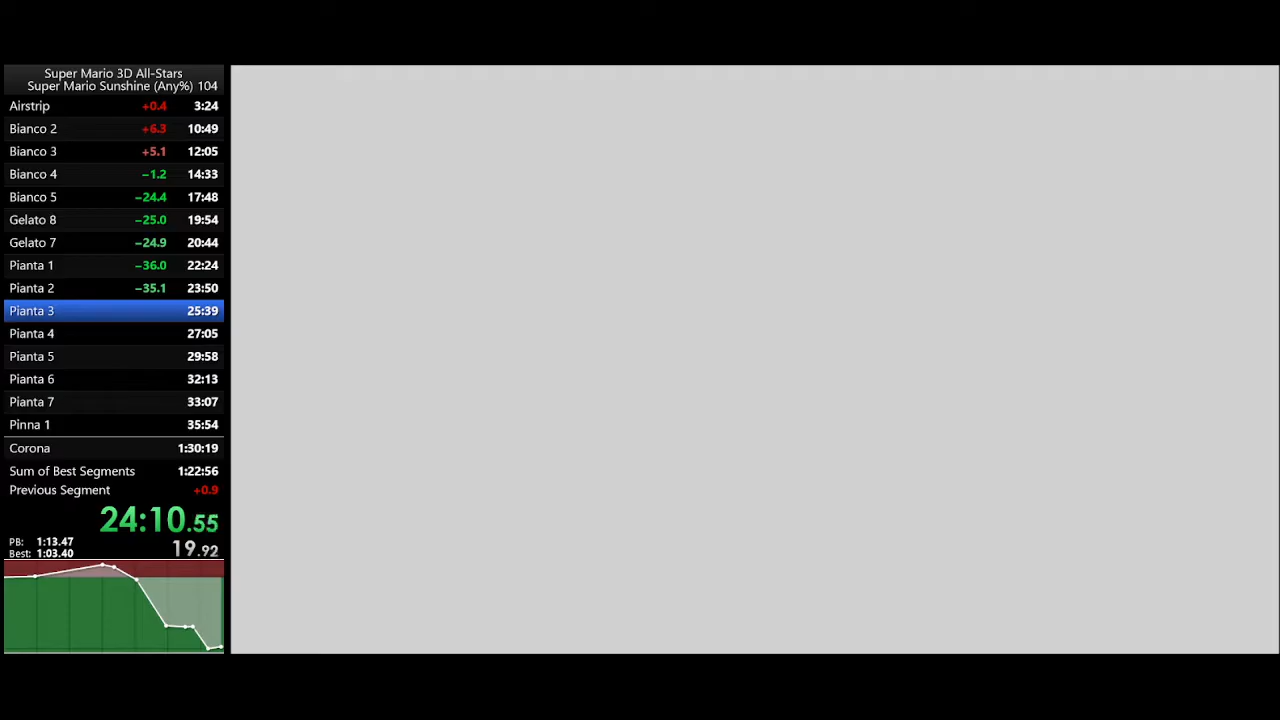 Super Mario 3D All-Stars
Super Mario Sunshine (Any%) 104
Airstrip +0.4 3:24
Bianco 2 +6.3 10:49
Bianco 3 +5.1 12:05
Bianco 4 −1.2 14:33
Bianco 5 −24.4 17:48
Gelato 8 −25.0 19:54
Gelato 7 −24.9 20:44
Pianta 1 −36.0 22:24
Pianta 2 −35.1 23:50
Pianta 3 25:39
Pianta 4 27:05
Pianta 5 29:58
Pianta 6 32:13
Pianta 7 33:07
Pinna 1 35:54
Corona 1:30:19
Sum of Best Segments 1:22:56
Previous Segment +0.9
24:10.55
PB: 1:13.47
Best: 1:03.40
19.92